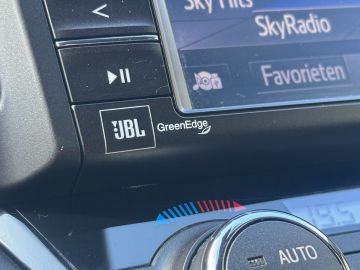 Sky Hits
SkyRadio
Favorieten
JBL
GreenEdge
AUTO